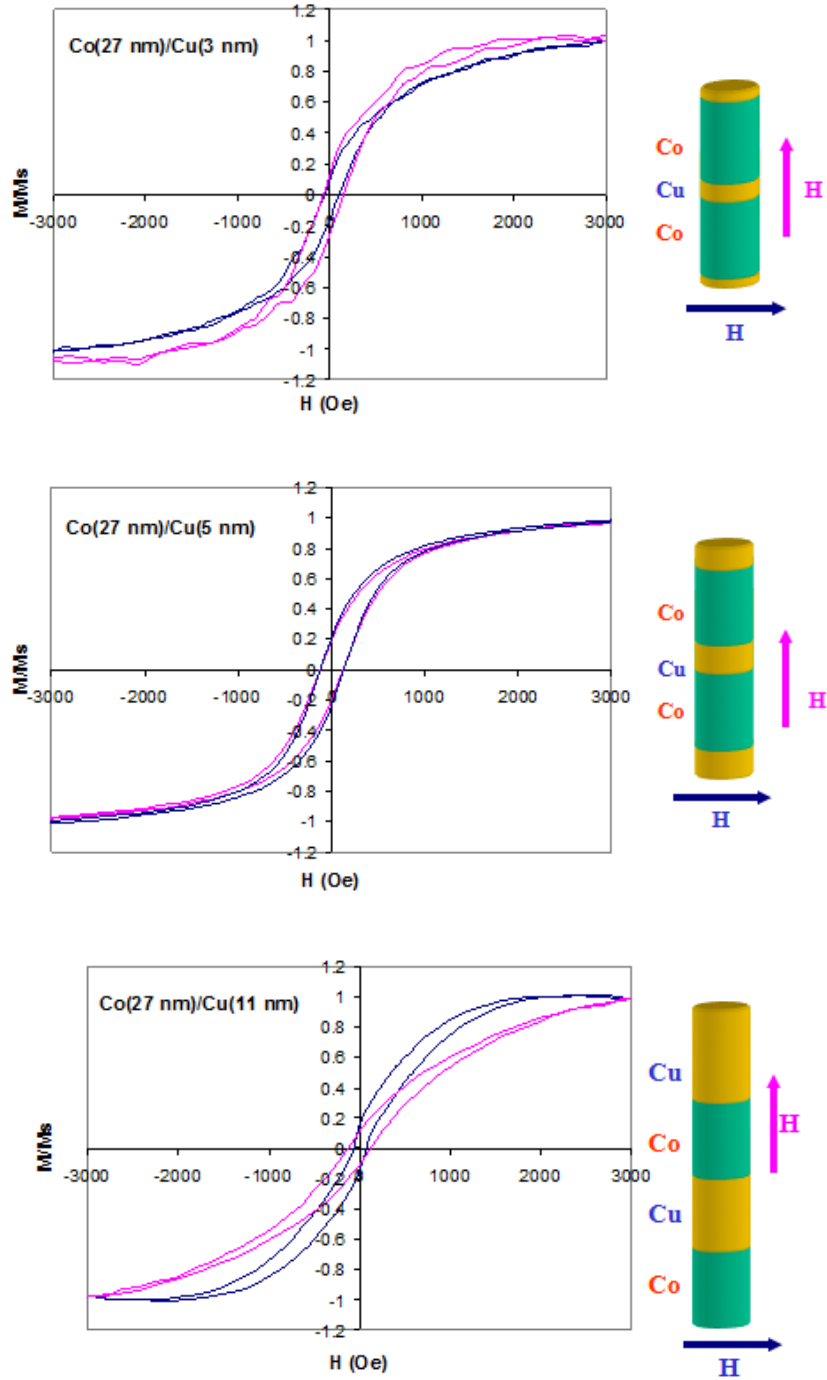 Co(27 nm)/Cu(3 nm)
1.2
1
0.8
0.6
0.4
0.2
0
-0.2
-0.4
-0.6
-0.8
-1
-1.2
-3000 -2000 -1000 0 1000 2000 3000
M/Ms
H (Oe)
Co
Cu
Co
H
H
Co(27 nm)/Cu(5 nm)
1.2
1
0.8
0.6
0.4
0.2
0
-0.2
-0.4
-0.6
-0.8
-1
-1.2
-3000 -2000 -1000 0 1000 2000 3000
M/Ms
H (Oe)
Co
Cu
Co
H
H
Co(27 nm)/Cu(11 nm)
1.2
1
0.8
0.6
0.4
0.2
0
-0.2
-0.4
-0.6
-0.8
-1
-1.2
-3000 -2000 -1000 0 1000 2000 3000
M/Ms
H (Oe)
Cu
Co
Cu
Co
H
H